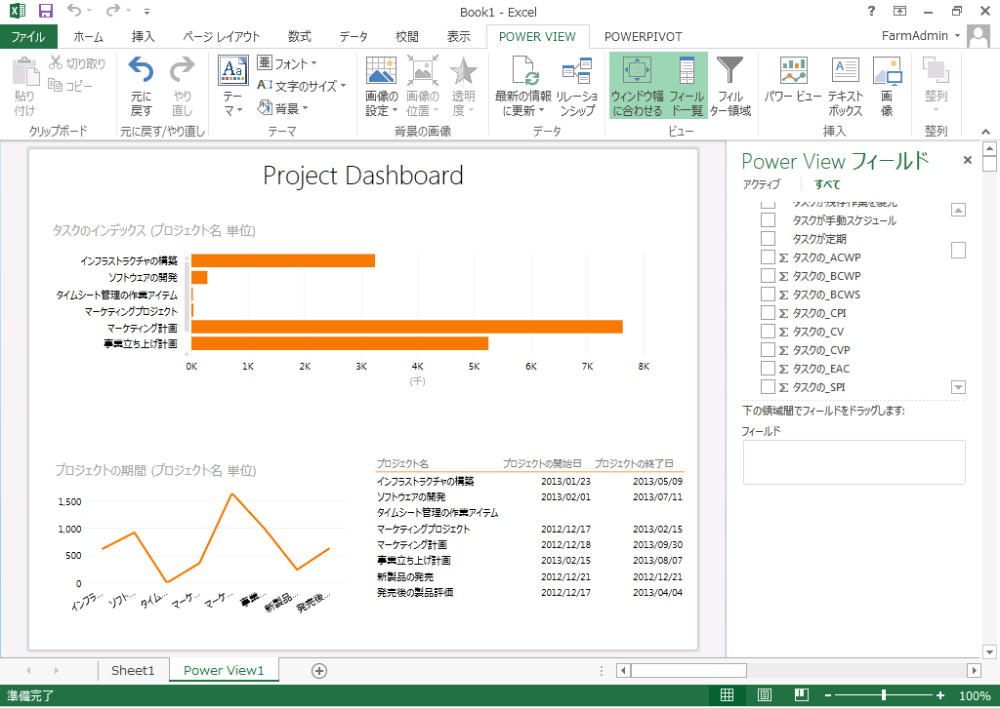 Book1 - Excel
?
ファイル ホーム 挿入 ページ レイアウト 数式 データ 校閲 表示 POWER VIEW POWERPIVOT FarmAdmin
貼り付け
切り取り
コピー
クリップボード
元に戻す
やり直し
元に戻す/やり直し
Aa
テーマ
フォント
A 文字のサイズ
背景
テーマ
画像の設定
画像の位置
透明度
背景の画像
最新の情報に更新
リレーションシップ
データ
ウィンドウ幅に合わせる
フィールド一覧
フィルター領域
ビュー
パワー ビュー
テキスト ボックス
画像
挿入
整列
整列
Project Dashboard
タスクのインデックス (プロジェクト名 単位)
インフラストラクチャの構築
ソフトウェアの開発
タイムシート管理の作業アイテム
マーケティングプロジェクト
マーケティング計画
事業立ち上げ計画
0K 1K 2K 3K 4K 5K 6K 7K 8K
(千)
プロジェクトの期間 (プロジェクト名 単位)
1,500
1,000
500
0
インフラ... ソフト... タイム... マーケ... マーケ... 事業... 新製品... 発売後...
プロジェクト名 プロジェクトの開始日 プロジェクトの終了日
インフラストラクチャの構築 2013/01/23 2013/05/09
ソフトウェアの開発 2013/02/01 2013/07/11
タイムシート管理の作業アイテム
マーケティングプロジェクト 2012/12/17 2013/02/15
マーケティング計画 2012/12/18 2013/09/30
事業立ち上げ計画 2013/02/15 2013/08/07
新製品の発売 2012/12/21 2012/12/21
発売後の製品評価 2012/12/17 2013/04/04
Power View フィールド
アクティブ すべて
タスクが手動スケジュール
タスクが定期
Σ タスクの_ACWP
Σ タスクの_BCWP
Σ タスクの_BCWS
Σ タスクの_CPI
Σ タスクの_CV
Σ タスクの_CVP
Σ タスクの_EAC
Σ タスクの_SPI
下の領域間でフィールドをドラッグします:
フィールド
Sheet1 Power View1
準備完了
100%